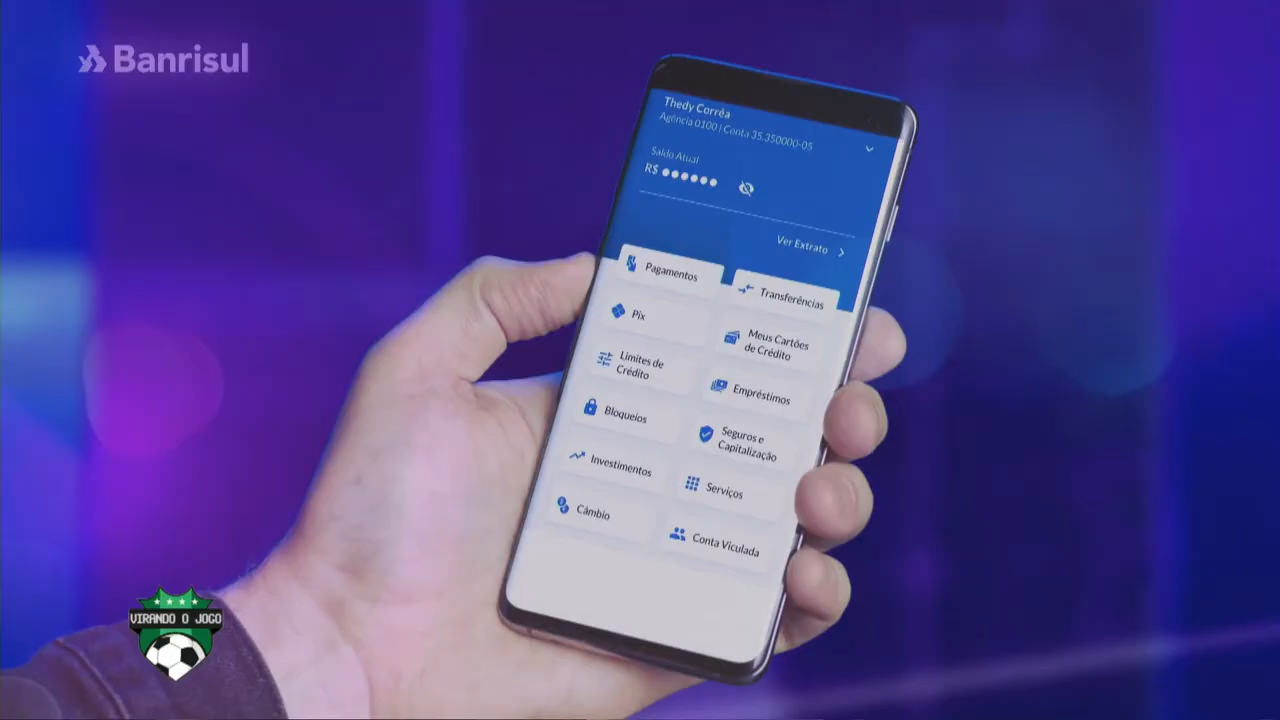 Banrisul
Thedy Corrêa
Agência 0100 | Conta 35.350000-05
Saldo Atual
R$ ●●●●●●
Ver Extrato
Pagamentos
Transferências
Pix
Meus Cartões
de Crédito
Limites de
Crédito
Empréstimos
Bloqueios
Seguros e
Capitalização
Investimentos
Serviços
Câmbio
Conta Viculada
VIRANDO O JOGO